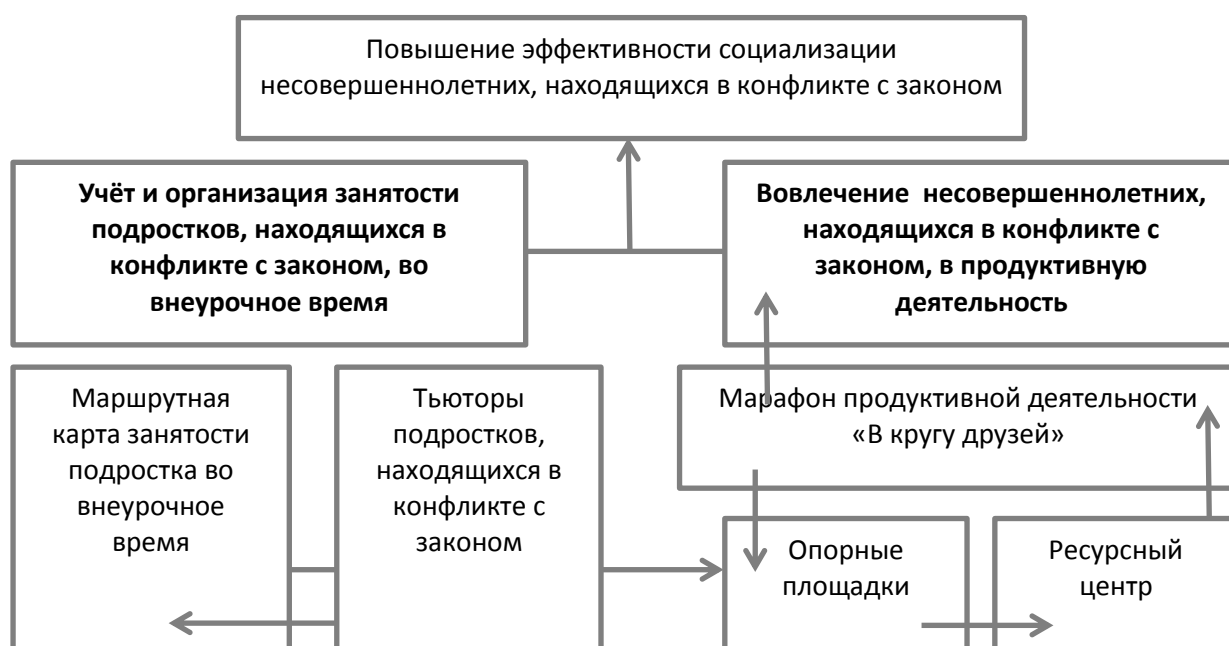 Повышение эффективности социализации
несовершеннолетних, находящихся в конфликте с законом
Учёт и организация занятости
подростков, находящихся в
конфликте с законом, во
внеурочное время
Вовлечение несовершеннолетних,
находящихся в конфликте с
законом, в продуктивную
деятельность
Маршрутная
карта занятости
подростка во
внеурочное
время
Тьюторы
подростков,
находящихся в
конфликте с
законом
Марафон продуктивной деятельности
«В кругу друзей»
Опорные
площадки
Ресурсный
центр